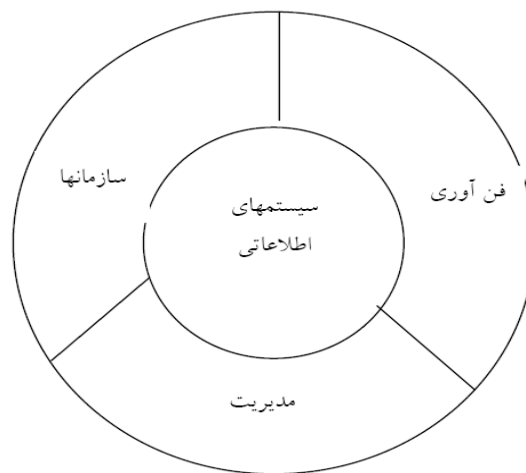 سازمانها
فن آوری
سیستمهای
اطلاعاتی
مدیریت